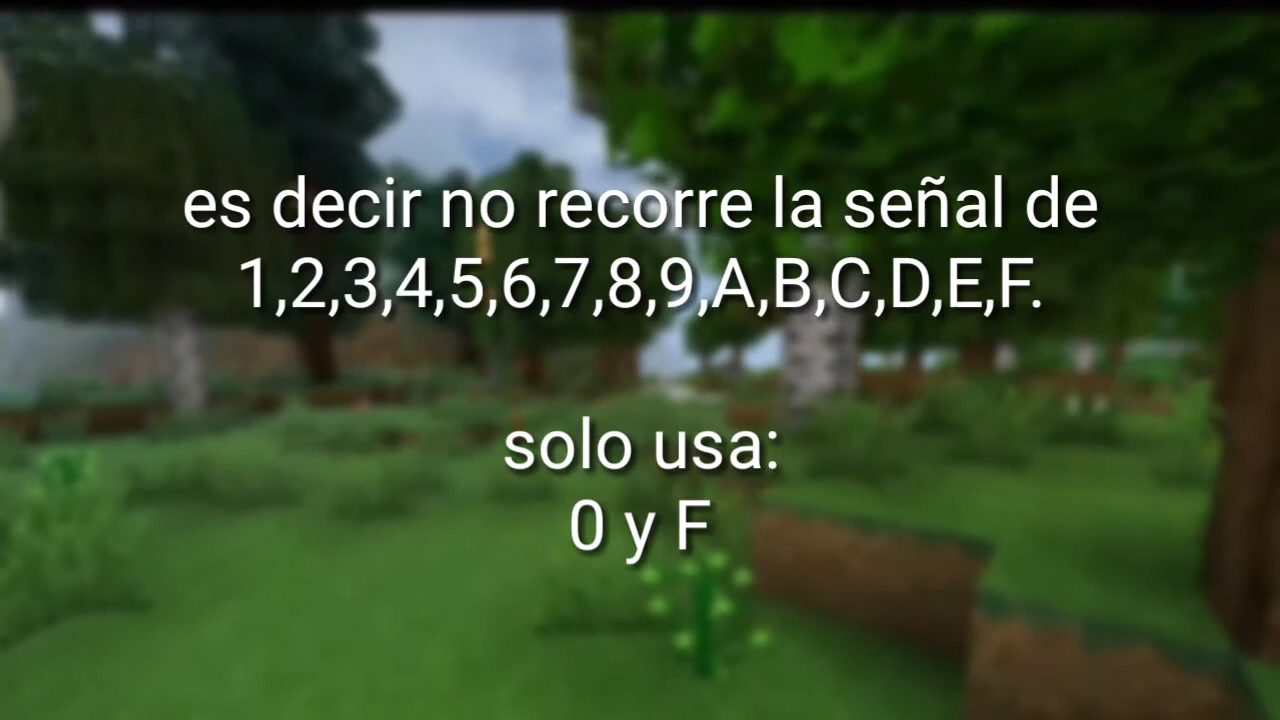 es decir no recorre la señal de
1,2,3,4,5,6,7,8,9,A,B,C,D,E,F.
solo usa:
0 y F